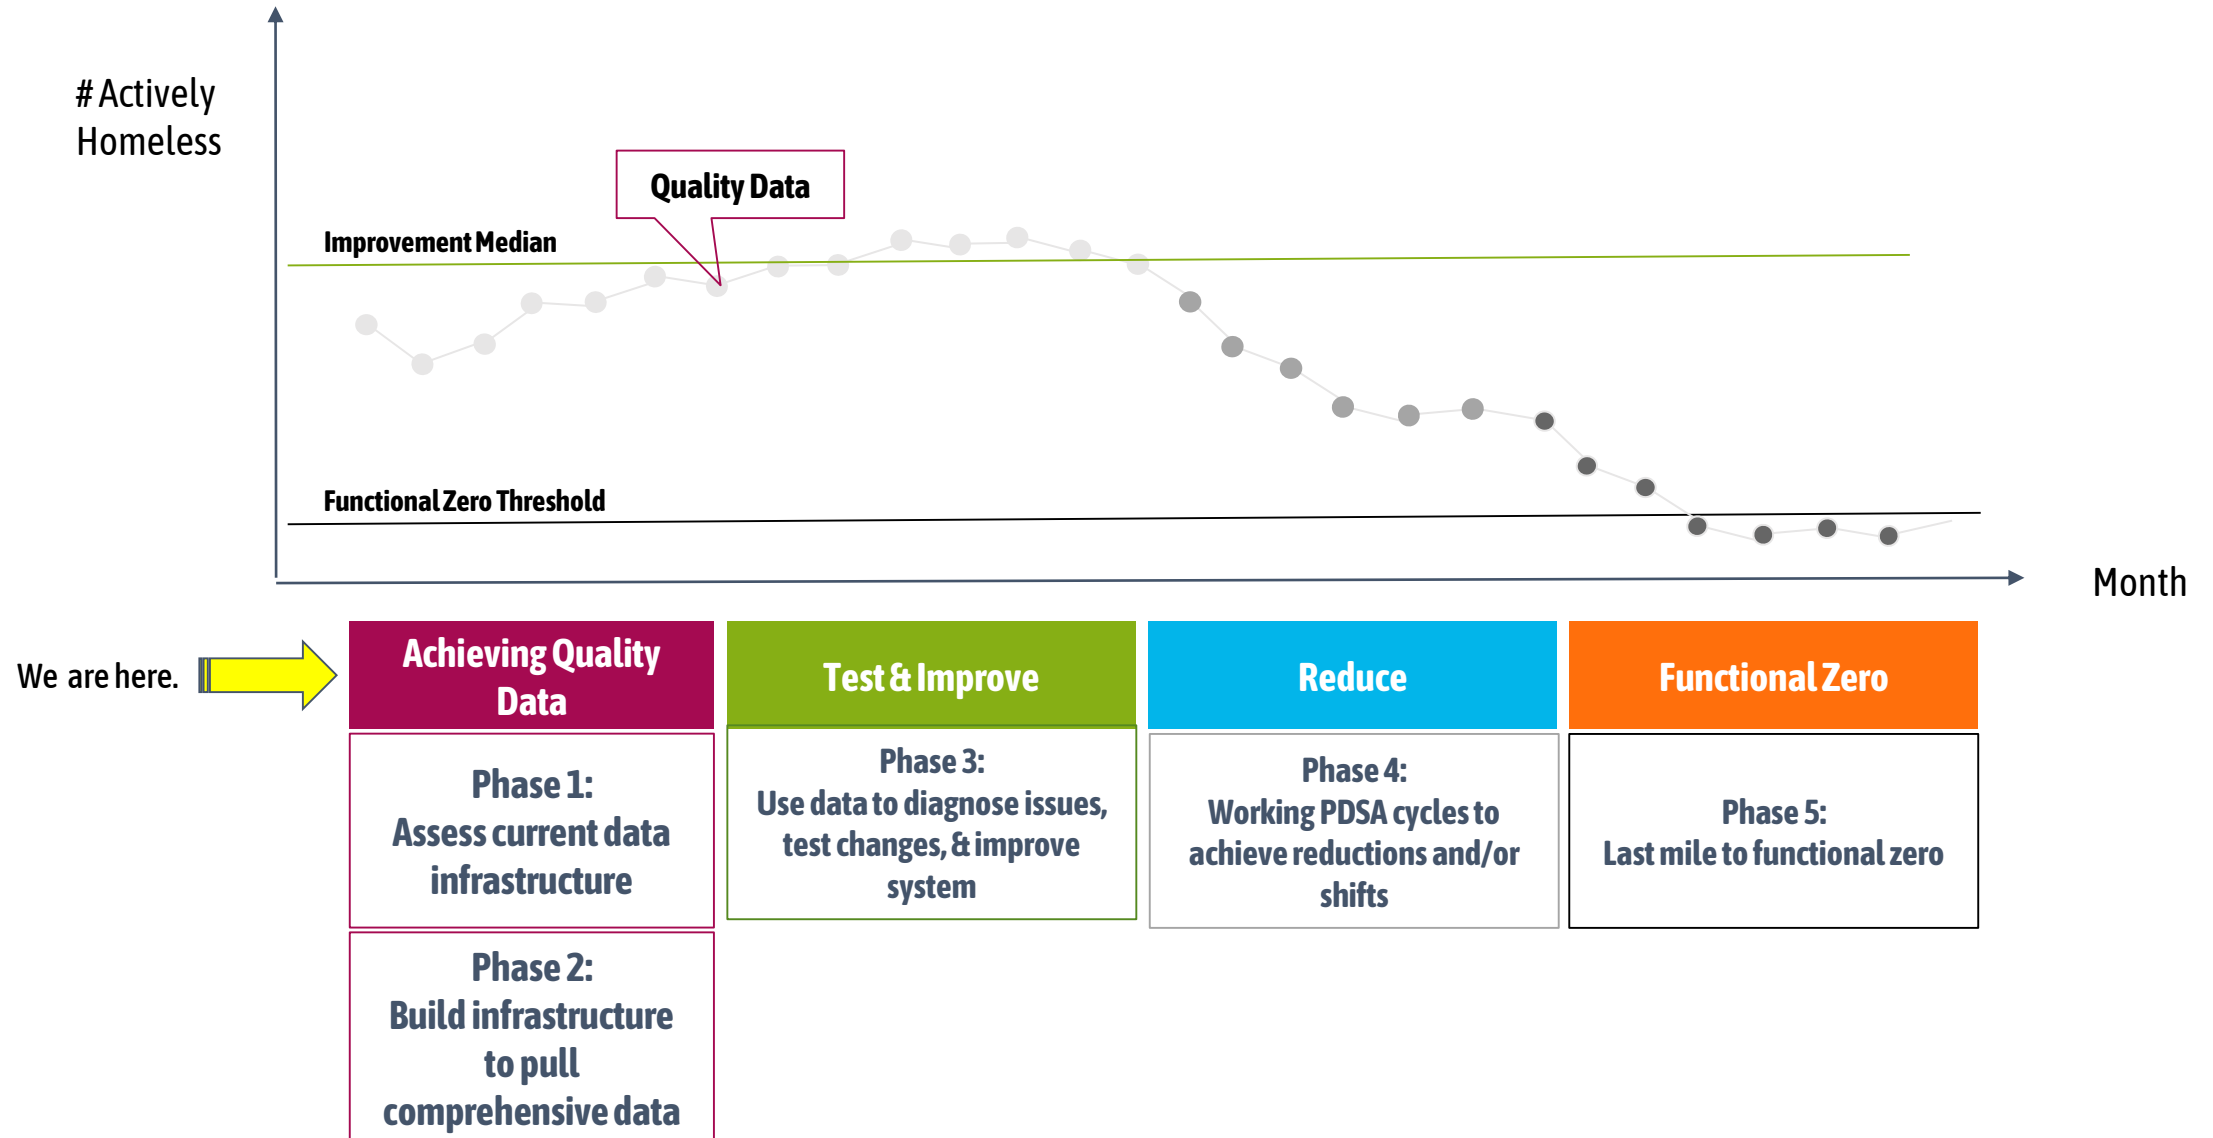 # Actively
Homeless
Quality Data
Improvement Median
Functional Zero Threshold
Month
We are here.
Achieving Quality
Data
Test & Improve
Reduce
Functional Zero
Phase 1:
Assess current data
infrastructure
Phase 3:
Use data to diagnose issues,
test changes, & improve
system
Phase 4:
Working PDSA cycles to
achieve reductions and/or
shifts
Phase 5:
Last mile to functional zero
Phase 2:
Build infrastructure
to pull
comprehensive data